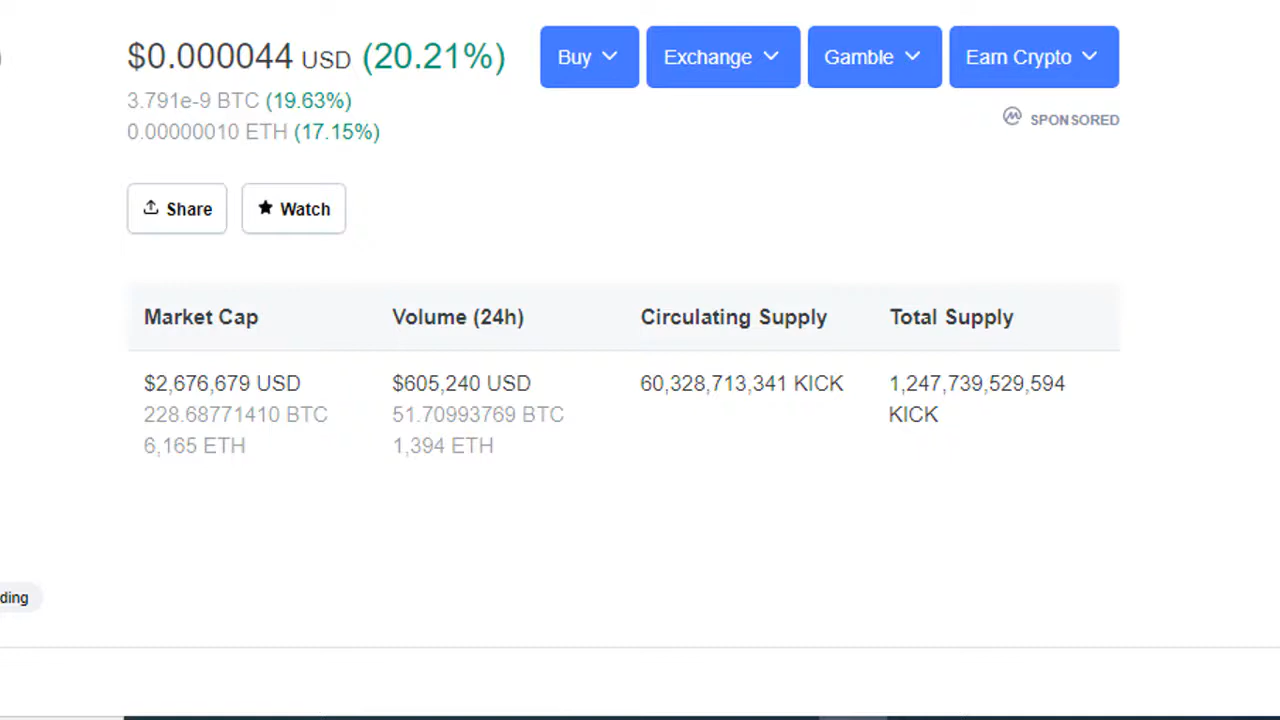 $0.000044 USD (20.21%)
3.791e-9 BTC (19.63%)
0.00000010 ETH (17.15%)
Buy Exchange Gamble Earn Crypto
SPONSORED
Share Watch
Market Cap Volume (24h) Circulating Supply Total Supply
$2,676,679 USD $605,240 USD 60,328,713,341 KICK 1,247,739,529,594
228.68771410 BTC 51.70993769 BTC KICK
6,165 ETH 1,394 ETH
ding